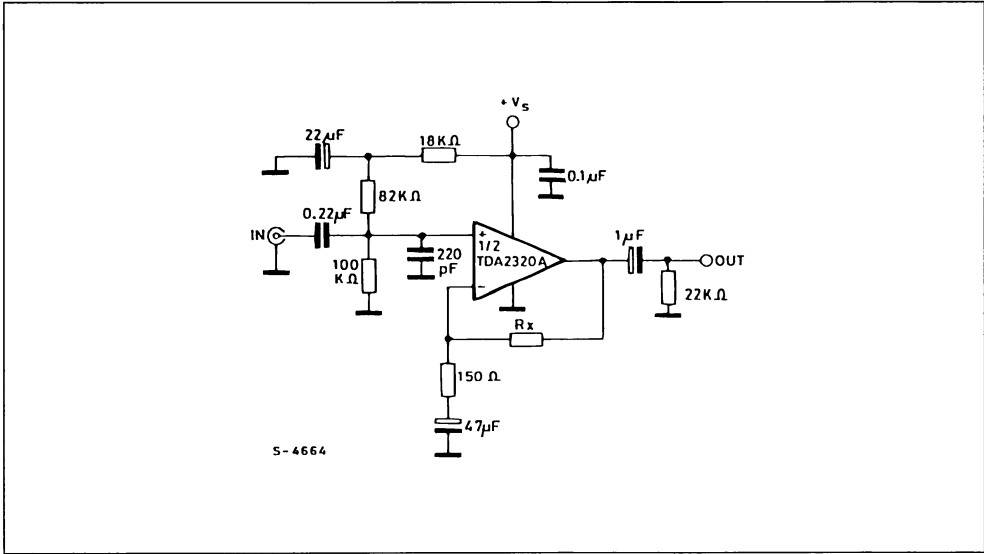 + Vs
22µF
18KΩ
0.1µF
82KΩ
0.22µF
IN
+
1/2
TDA2320A
-
1µF
OUT
220
pF
100
KΩ
22KΩ
Rx
150 Ω
47µF
S-4664